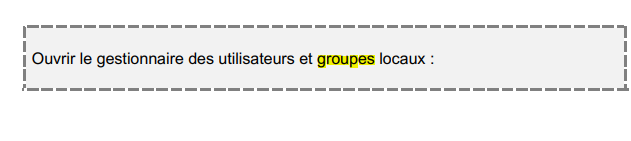 Ouvrir le gestionnaire des utilisateurs et groupes locaux :